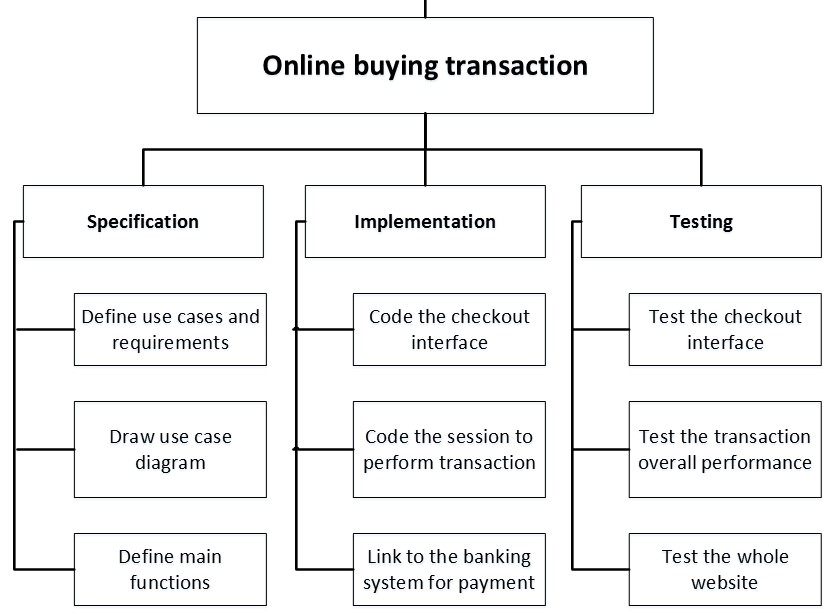 Online buying transaction
Specification
Define use cases and
requirements
Draw use case
diagram
Define main
functions
Implementation
Code the checkout
interface
Code the session to
perform transaction
Link to the banking
system for payment
Testing
Test the checkout
interface
Test the transaction
overall performance
Test the whole
website